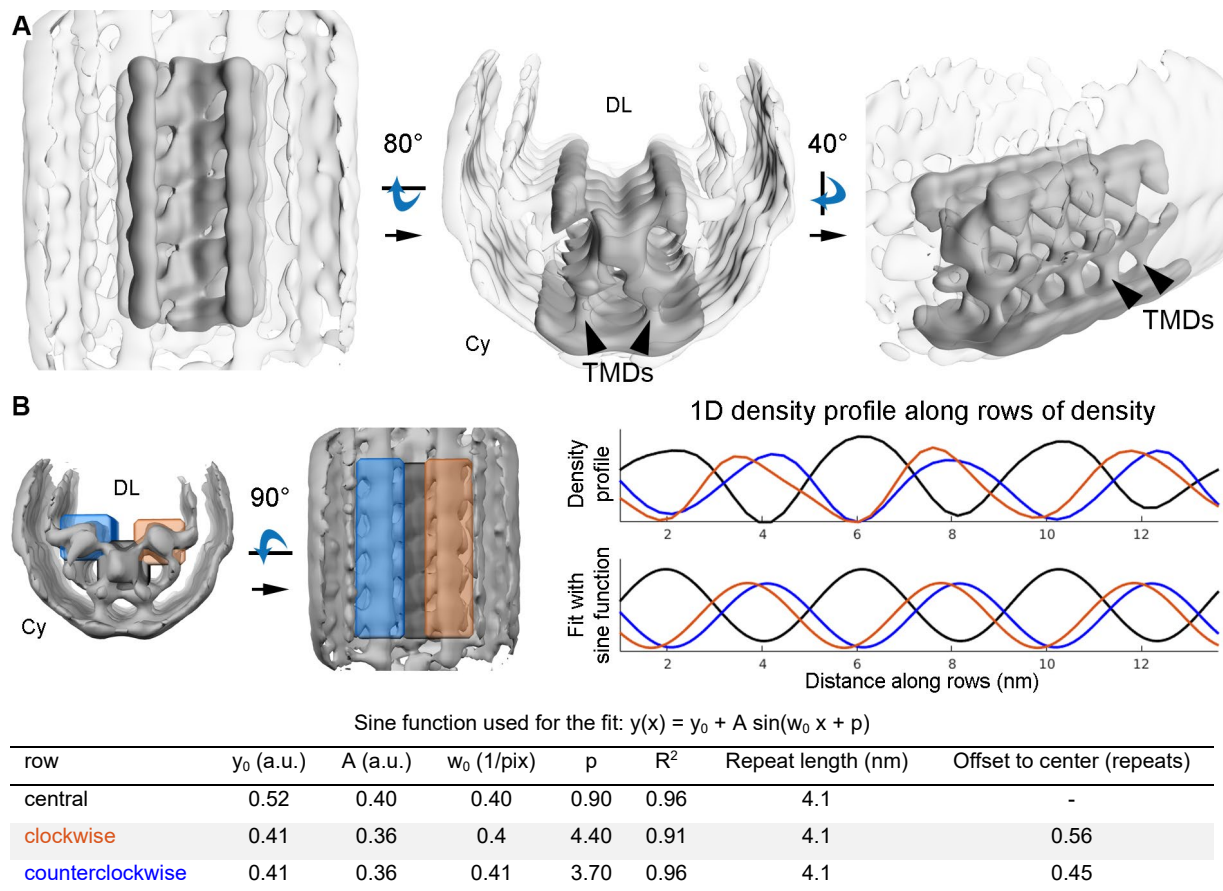 A
DL
80°
40°
Cy
TMDs
TMDs
B
DL
90°
Cy
1D density profile along rows of density
Density
profile
2 4 6 8 10 12
Fit with
sine function
2 4 6 8 10 12
Distance along rows (nm)
Sine function used for the fit: y(x) = y₀ + A sin(w₀ x + p)
row y₀ (a.u.) A (a.u.) w₀ (1/pix) p R² Repeat length (nm) Offset to center (repeats)
central 0.52 0.40 0.40 0.90 0.96 4.1 -
clockwise 0.41 0.36 0.4 4.40 0.91 4.1 0.56
counterclockwise 0.41 0.36 0.41 3.70 0.96 4.1 0.45